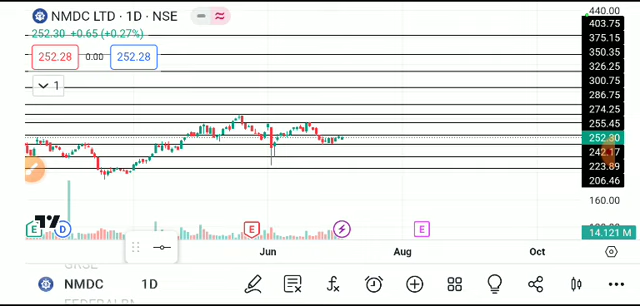 NMDC LTD · 1D · NSE
252.30 +0.65 (+0.27%)
252.28 0.00 252.28
1
440.00
403.75
375.15
350.35
326.25
300.75
286.75
274.25
255.45
252.30
242.17
223.89
206.46
160.00
14.121 M
E D E E
Jun Aug Oct
NMDC 1D